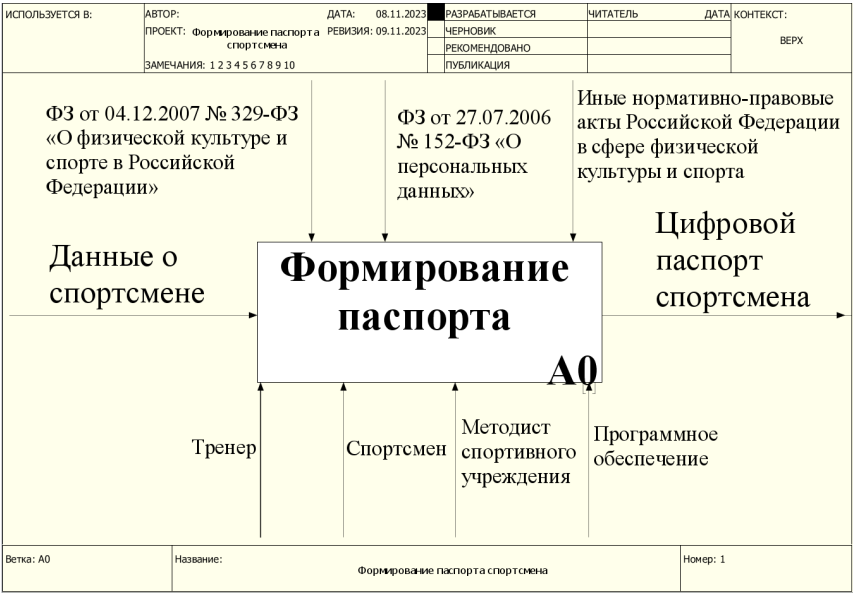 ИСПОЛЬЗУЕТСЯ В:
АВТОР:
ДАТА: 08.11.2023
РАЗРАБАТЫВАЕТСЯ
ЧИТАТЕЛЬ
ДАТА
КОНТЕКСТ:
ПРОЕКТ: Формирование паспорта
спортсмена
РЕВИЗИЯ: 09.11.2023
ЧЕРНОВИК
ВЕРХ
РЕКОМЕНДОВАНО
ЗАМЕЧАНИЯ: 1 2 3 4 5 6 7 8 9 10
ПУБЛИКАЦИЯ
ФЗ от 04.12.2007 № 329-ФЗ
«О физической культуре и
спорте в Российской
Федерации»
ФЗ от 27.07.2006
№ 152-ФЗ «О
персональных
данных»
Иные нормативно-правовые
акты Российской Федерации
в сфере физической
культуры и спорта
Данные о
спортсмене
Формирование
паспорта
A0
Цифровой
паспорт
спортсмена
Тренер
Спортсмен
Методист
спортивного
учреждения
Программное
обеспечение
Ветка: A0
Название:
Формирование паспорта спортсмена
Номер: 1